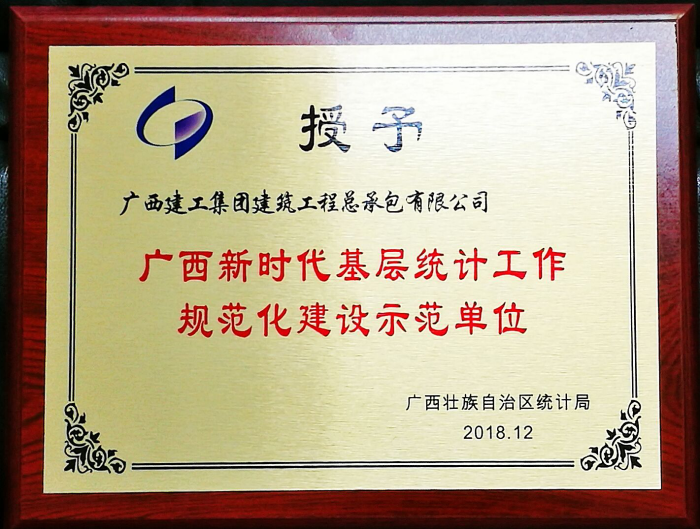 授予
广西建工集团建筑工程总承包有限公司
广西新时代基层统计工作
规范化建设示范单位
广西壮族自治区统计局
2018.12